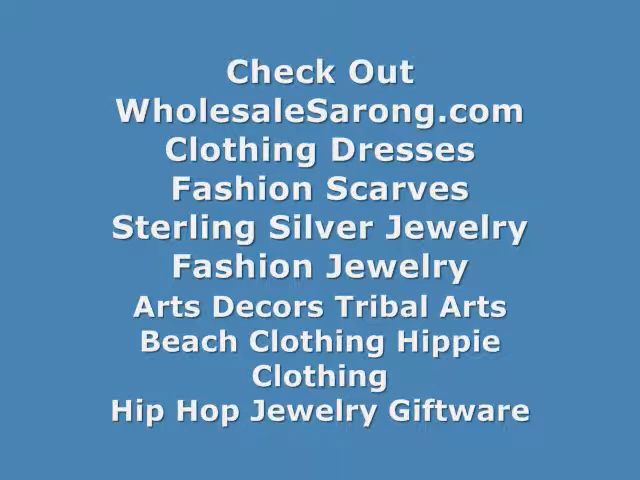 Check Out
WholesaleSarong.com
Clothing Dresses
Fashion Scarves
Sterling Silver Jewelry
Fashion Jewelry
Arts Decors Tribal Arts
Beach Clothing Hippie
Clothing
Hip Hop Jewelry Giftware